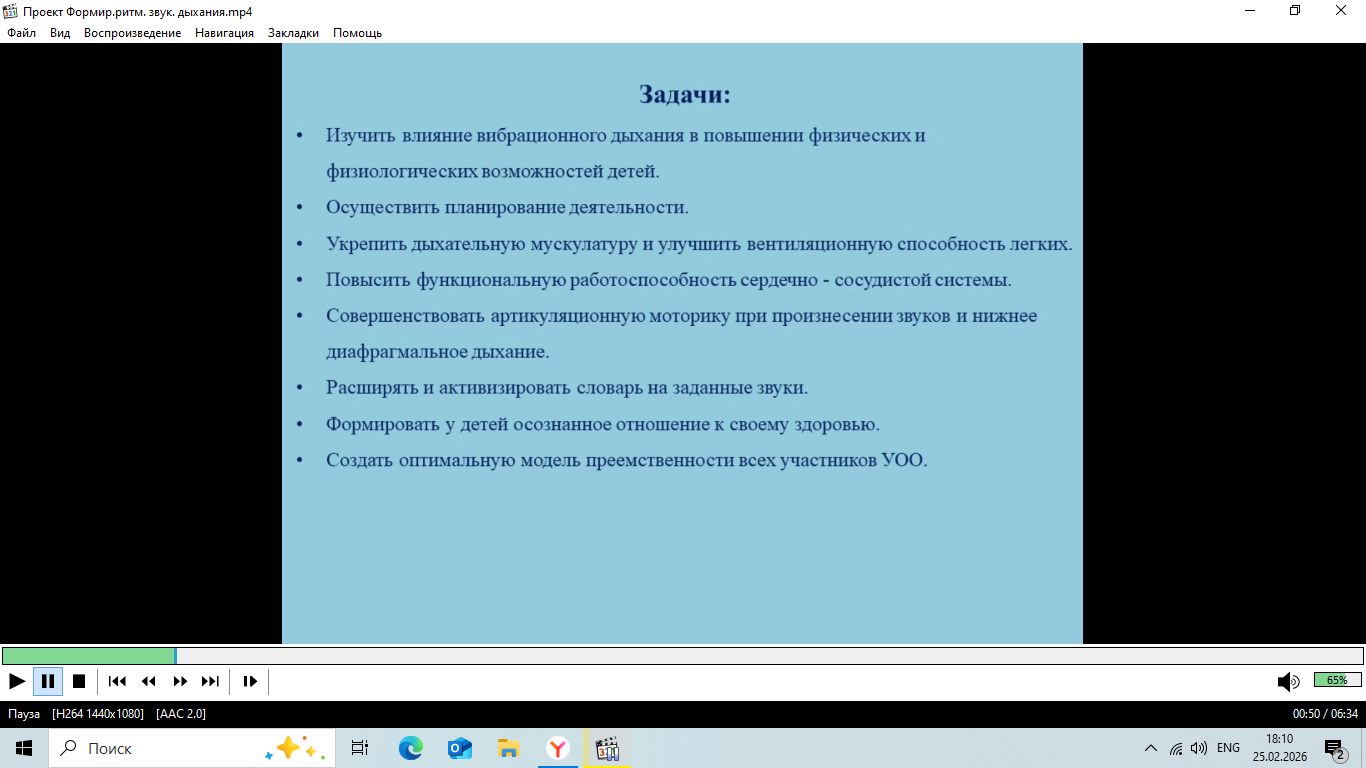 Проект Формир.ритм. звук. дыхания.mp4
Файл Вид Воспроизведение Навигация Закладки Помощь
Задачи:
• Изучить влияние вибрационного дыхания в повышении физических и
физиологических возможностей детей.
• Осуществить планирование деятельности.
• Укрепить дыхательную мускулатуру и улучшить вентиляционную способность легких.
• Повысить функциональную работоспособность сердечно - сосудистой системы.
• Совершенствовать артикуляционную моторику при произнесении звуков и нижнее
диафрагмальное дыхание.
• Расширять и активизировать словарь на заданные звуки.
• Формировать у детей осознанное отношение к своему здоровью.
• Создать оптимальную модель преемственности всех участников УОО.
65%
Пауза [H264 1440x1080] [AAC 2.0] 00:50 / 06:34
Поиск
ENG
18:10
25.02.2026
2